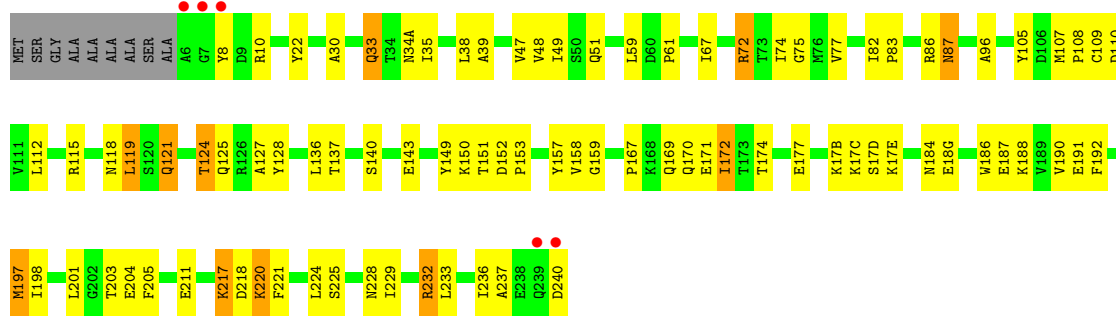 MET SER GLY ALA ALA ALA ALA SER ALA A6 G7 Y8 D9 R10 Y22 A30 Q33 T34 N34A I35 L38 A39 V47 V48 I49 S50 Q51 L59 D60 P61 I67 R72 T73 I74 G75 M76 V77 I82 P83 R86 N87 A96 Y105 D106 M107 P108 C109 D110
V111 L112 R115 N118 L119 S120 Q121 T124 Q125 R126 A127 Y128 L136 T137 S140 E143 Y149 K150 T151 D152 P153 Y157 V158 G159 P167 K168 Q169 Q170 E171 I172 T173 T174 E177 K17B K17C S17D K17E N184 E18G W186 E187 K188 V189 V190 E191 F192
M197 I198 L201 G202 T203 E204 F205 E211 K217 D218 K220 F221 L224 S225 N228 I229 R232 L233 I236 A237 E238 Q239 D240